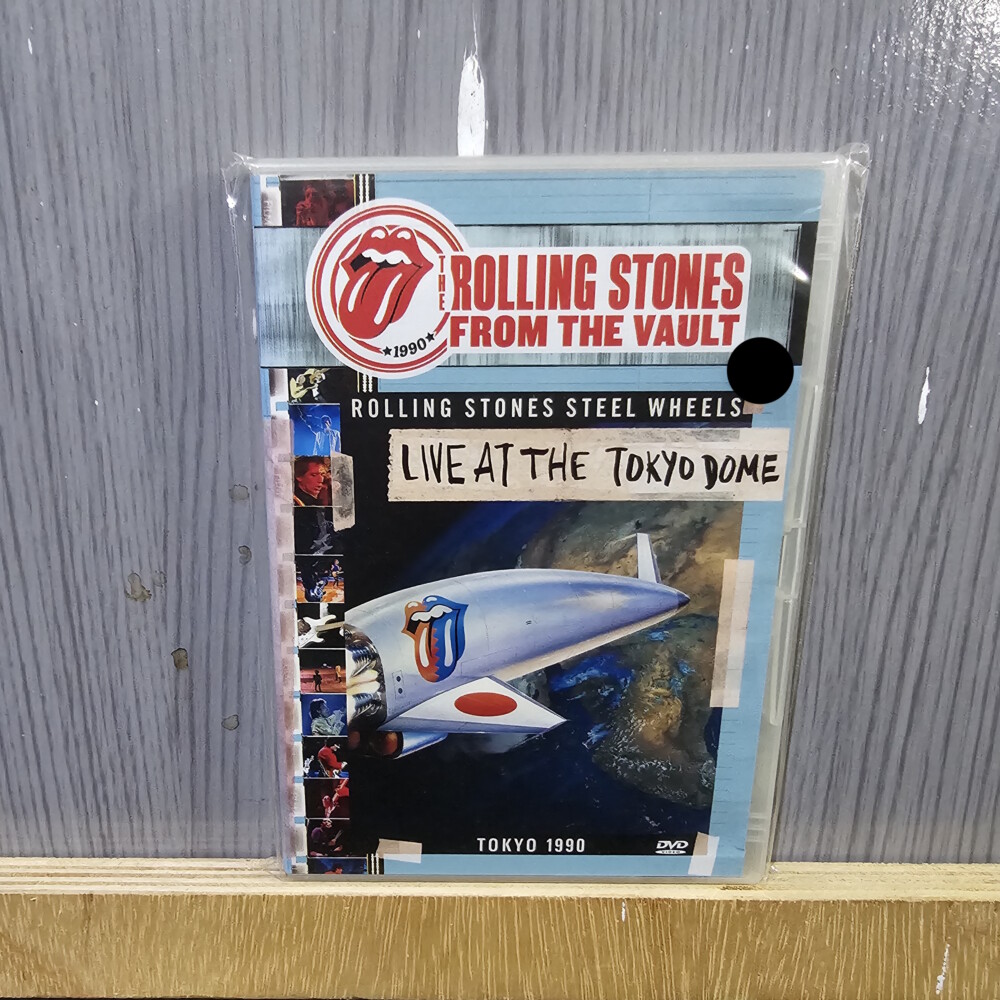 THE
ROLLING STONES
FROM THE VAULT
★1990★
ROLLING STONES STEEL WHEELS
LIVE AT THE TOKYO DOME
TOKYO 1990
DVD
VIDEO